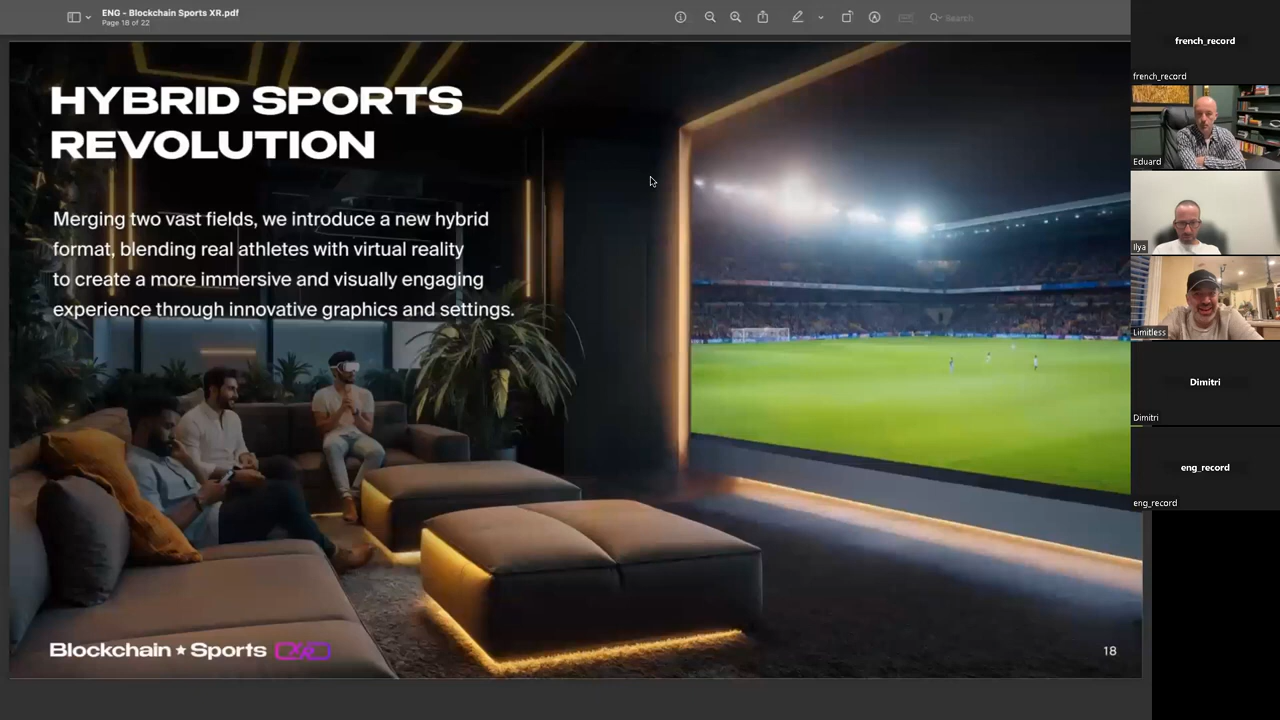 ENG - Blockchain Sports XR.pdf
Page 18 of 22
Search
HYBRID SPORTS
REVOLUTION
Merging two vast fields, we introduce a new hybrid
format, blending real athletes with virtual reality
to create a more immersive and visually engaging
experience through innovative graphics and settings.
Blockchain ★ Sports XR
18
french_record
french_record
Eduard
Ilya
Limitless
Dimitri
Dimitri
eng_record
eng_record